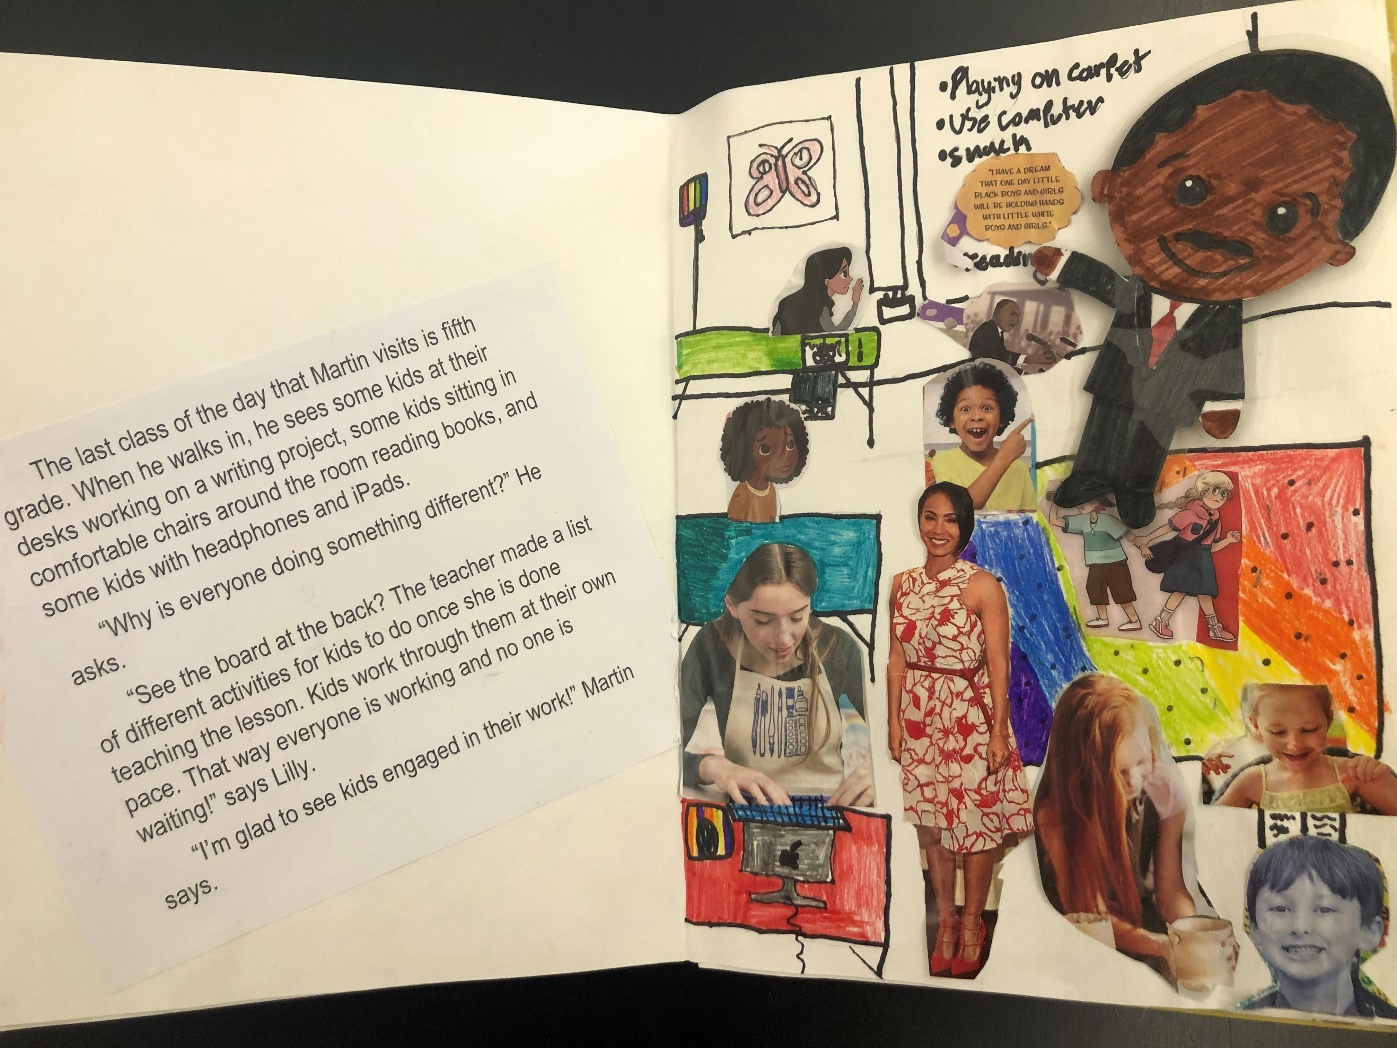 The last class of the day that Martin visits is fifth
grade. When he walks in, he sees some kids at their
desks working on a writing project, some kids sitting in
comfortable chairs around the room reading books, and
some kids with headphones and iPads.
“Why is everyone doing something different?” He
asks.
“See the board at the back? The teacher made a list
of different activities for kids to do once she is done
teaching the lesson. Kids work through them at their own
pace. That way everyone is working and no one is
waiting!” says Lilly.
“I’m glad to see kids engaged in their work!” Martin
says.
•Playing on carpet
•Use computer
•snack
"I HAVE A DREAM
THAT ONE DAY LITTLE
BLACK BOYS AND GIRLS
WILL BE HOLDING HANDS
WITH LITTLE WHITE
BOYS AND GIRLS."